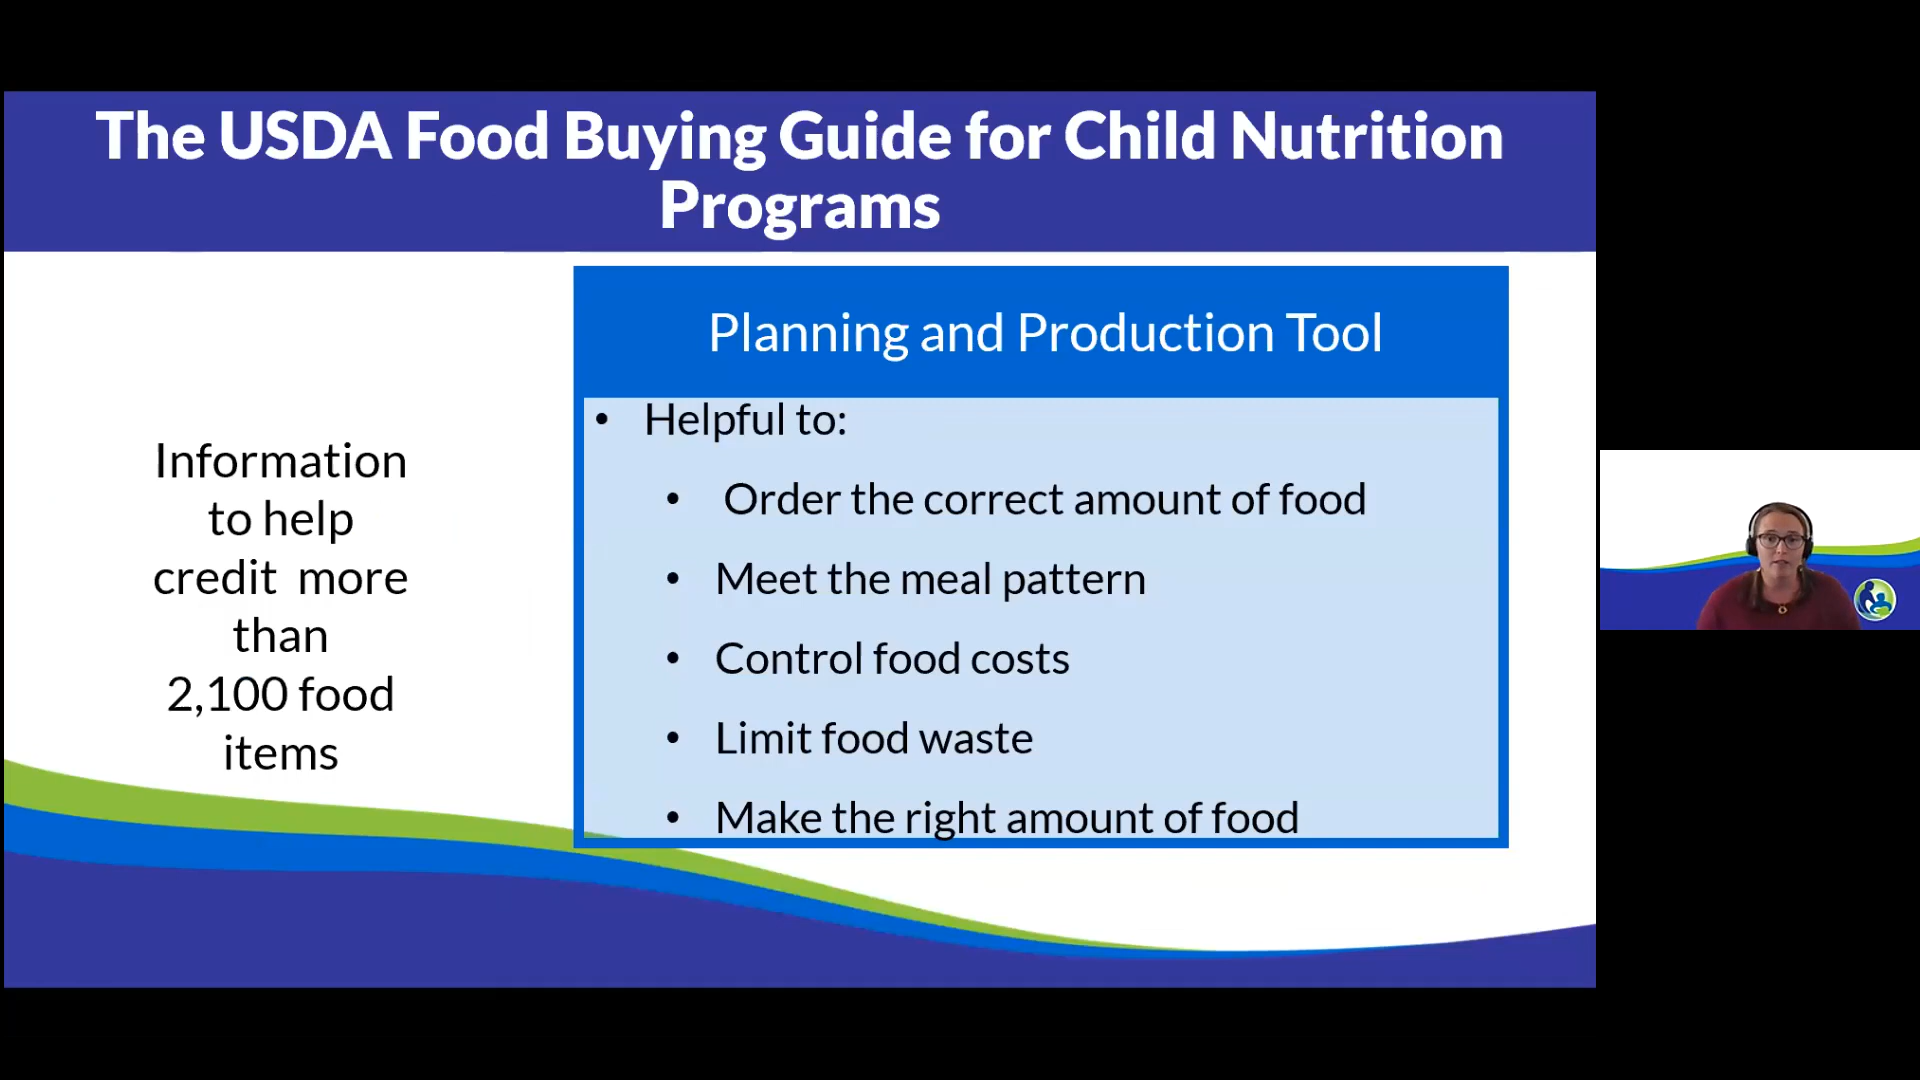 The USDA Food Buying Guide for Child Nutrition
Programs
Information
to help
credit more
than
2,100 food
items
Planning and Production Tool
• Helpful to:
• Order the correct amount of food
• Meet the meal pattern
• Control food costs
• Limit food waste
• Make the right amount of food